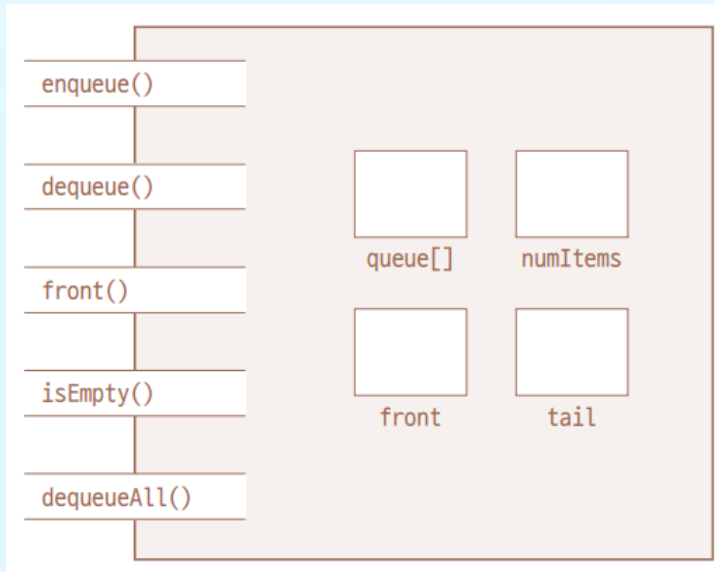 enqueue()
dequeue()
front()
isEmpty()
dequeueAll()
queue[] numItems
front tail